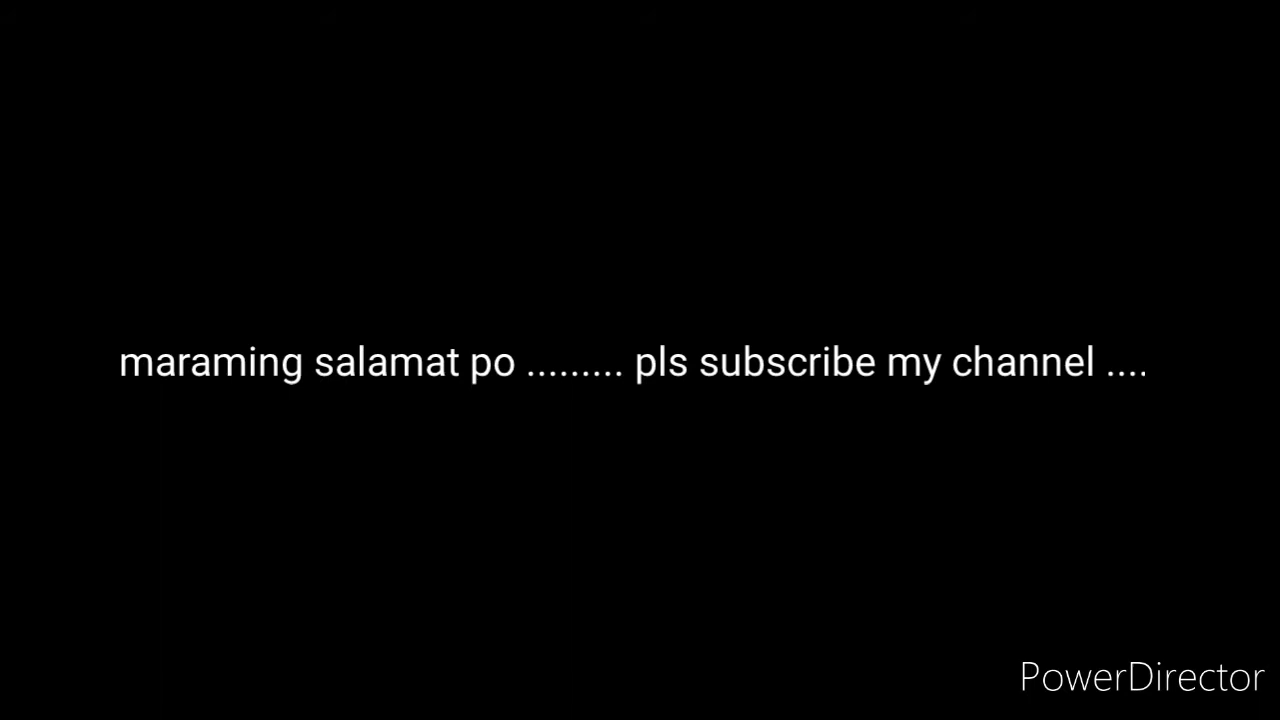 maraming salamat po ......... pls subscribe my channel ....
PowerDirector